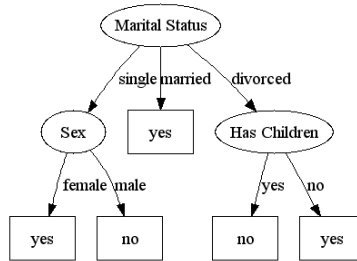 Marital Status
single married divorced
Sex
yes
Has Children
female male
yes no
yes
no
no
yes